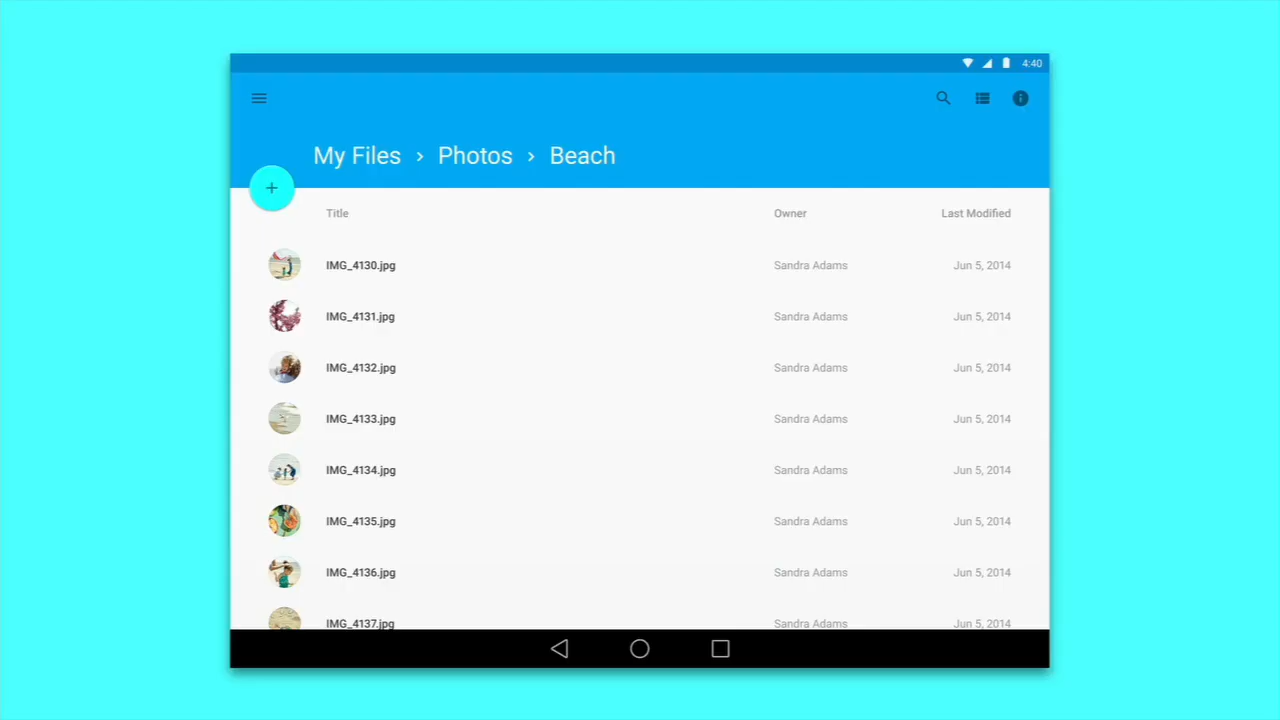 4:40
My Files › Photos › Beach
Title Owner Last Modified
IMG_4130.jpg Sandra Adams Jun 5, 2014
IMG_4131.jpg Sandra Adams Jun 5, 2014
IMG_4132.jpg Sandra Adams Jun 5, 2014
IMG_4133.jpg Sandra Adams Jun 5, 2014
IMG_4134.jpg Sandra Adams Jun 5, 2014
IMG_4135.jpg Sandra Adams Jun 5, 2014
IMG_4136.jpg Sandra Adams Jun 5, 2014
IMG_4137.jpg Sandra Adams Jun 5, 2014